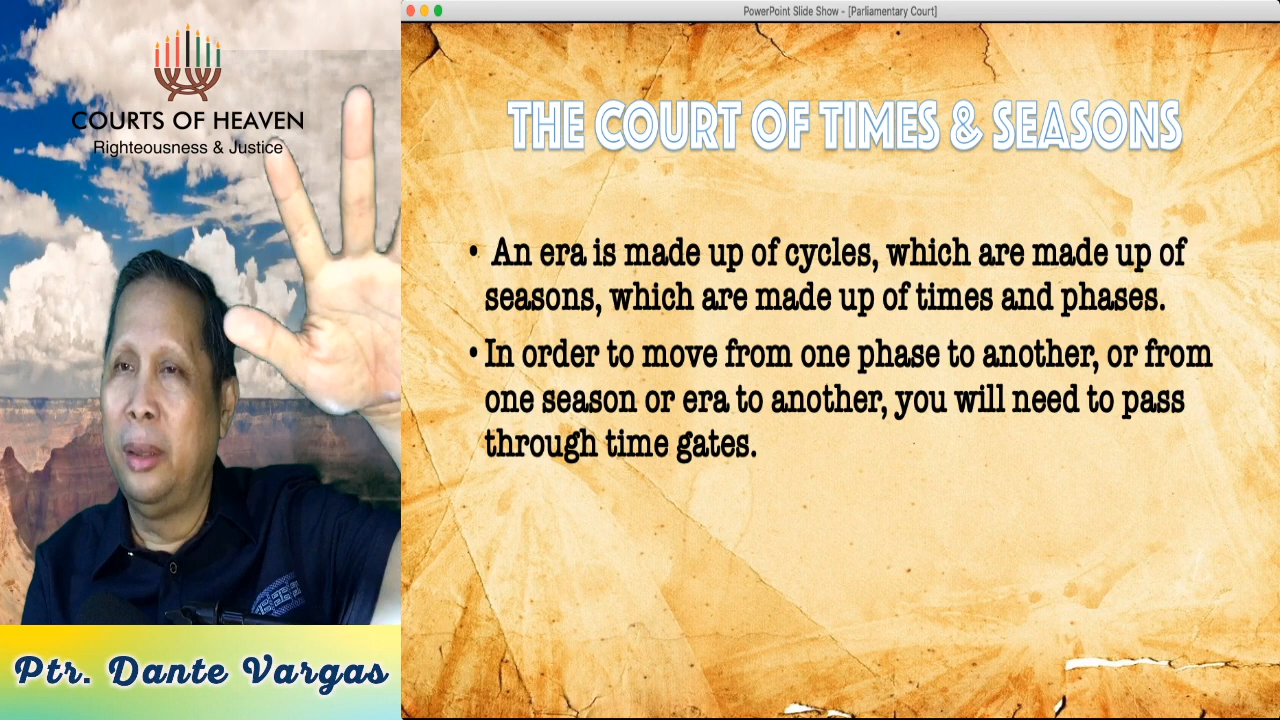 PowerPoint Slide Show - [Parliamentary Court]
COURTS OF HEAVEN
Righteousness & Justice
THE COURT OF TIMES & SEASONS
• An era is made up of cycles, which are made up of
seasons, which are made up of times and phases.
• In order to move from one phase to another, or from
one season or era to another, you will need to pass
through time gates.
Ptr. Dante Vargas